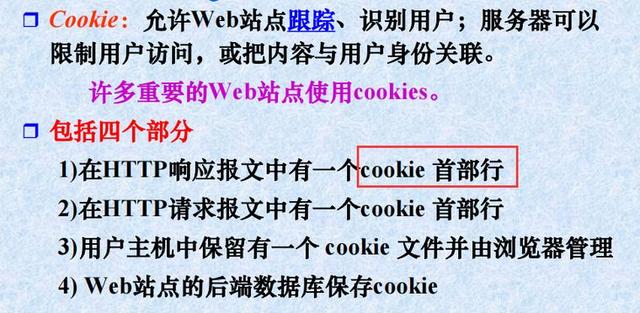 Cookie：允许Web站点跟踪、识别用户；服务器可以
限制用户访问，或把内容与用户身份关联。
许多重要的Web站点使用cookies。
包括四个部分
1)在HTTP响应报文中有一个cookie 首部行
2)在HTTP请求报文中有一个cookie 首部行
3)用户主机中保留有一个 cookie 文件并由浏览器管理
4) Web站点的后端数据库保存cookie